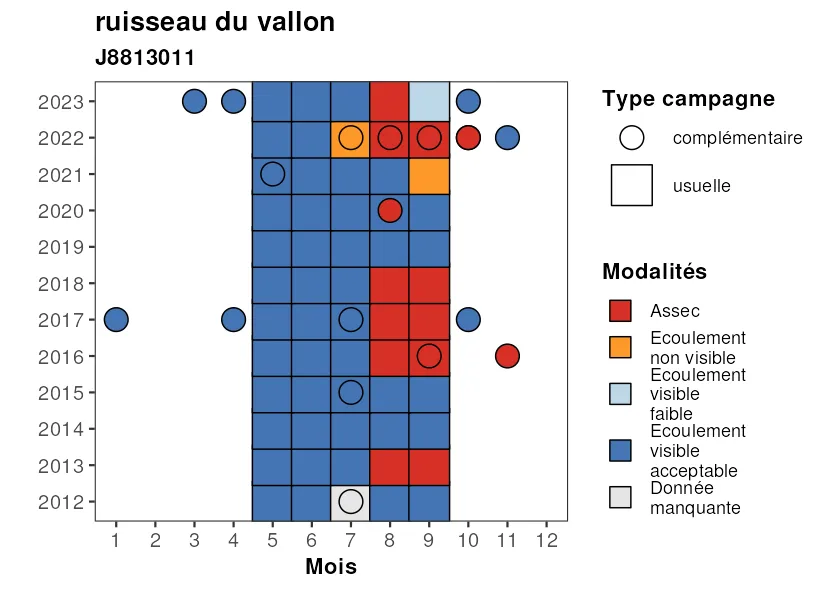 ruisseau du vallon
J8813011
2023
2022
2021
2020
2019
2018
2017
2016
2015
2014
2013
2012
1 2 3 4 5 6 7 8 9 10 11 12
Mois
Type campagne
complémentaire
usuelle
Modalités
Assec
Ecoulement
non visible
Ecoulement
visible
faible
Ecoulement
visible
acceptable
Donnée
manquante